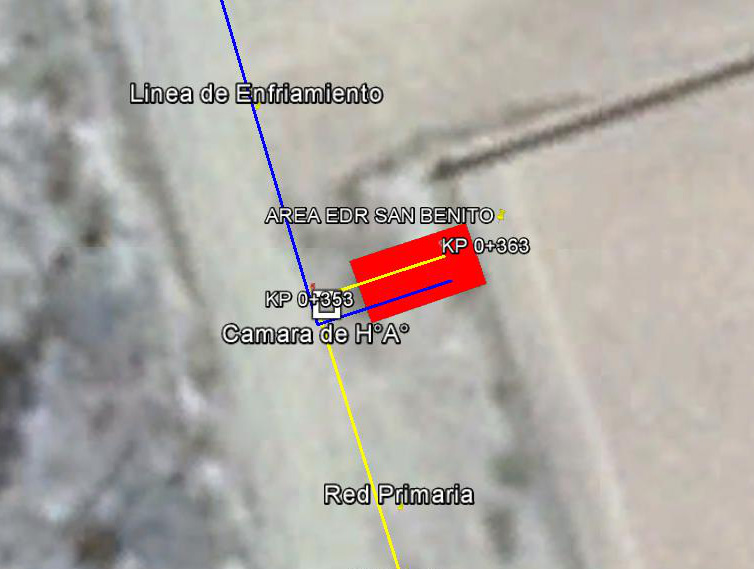 Linea de Enfriamiento
AREA EDR SAN BENITO
KP 0+363
KP 0+353
Camara de H°A°
Red Primaria